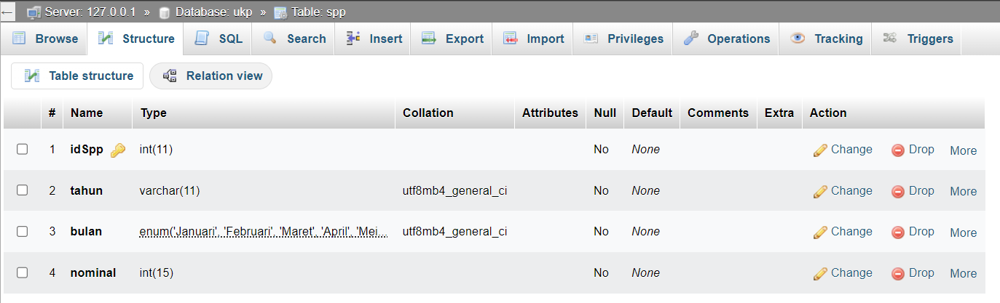 ← Server: 127.0.0.1 » Database: ukp » Table: spp
Browse Structure SQL Search Insert Export Import Privileges Operations Tracking Triggers
Table structure Relation view
# Name Type Collation Attributes Null Default Comments Extra Action
1 idSpp int(11) No None Change Drop More
2 tahun varchar(11) utf8mb4_general_ci No None Change Drop More
3 bulan enum('Januari', 'Februari', 'Maret', 'April', 'Mei... utf8mb4_general_ci No None Change Drop More
4 nominal int(15) No None Change Drop More